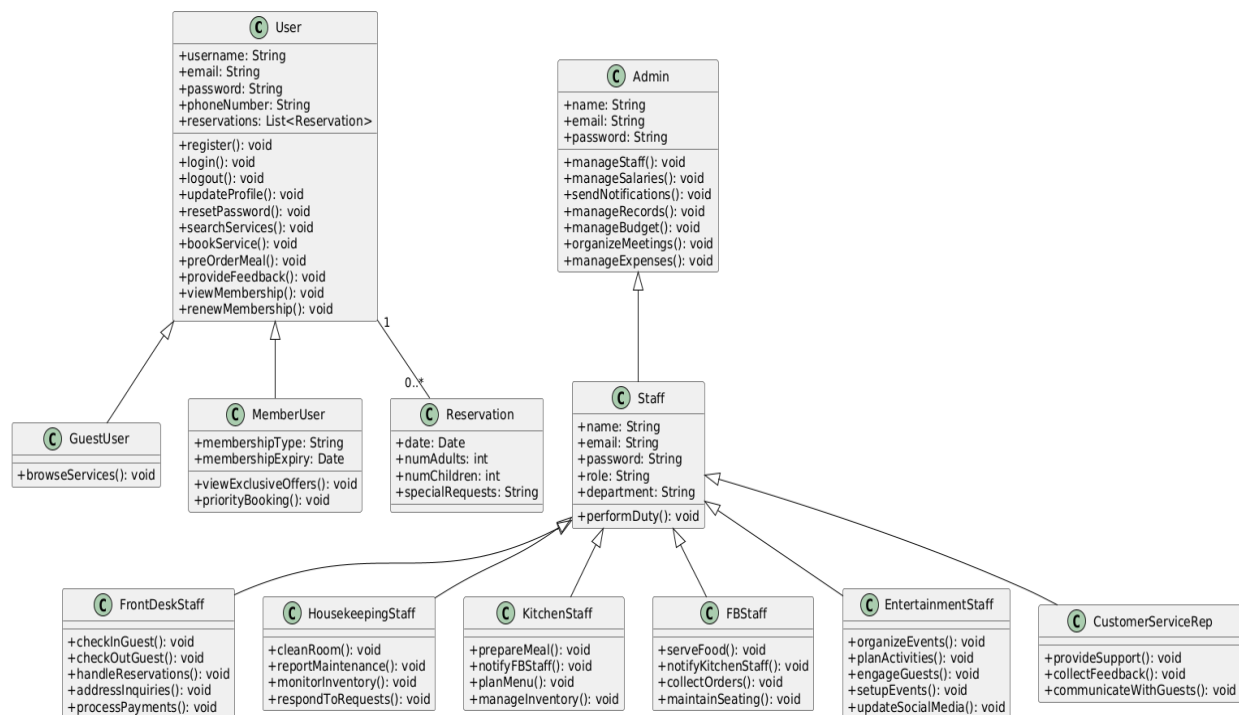 C User
+username: String
+email: String
+password: String
+phoneNumber: String
+reservations: List<Reservation>
+register(): void
+login(): void
+logout(): void
+updateProfile(): void
+resetPassword(): void
+searchServices(): void
+bookService(): void
+preOrderMeal(): void
+provideFeedback(): void
+viewMembership(): void
+renewMembership(): void
C Admin
+name: String
+email: String
+password: String
+manageStaff(): void
+manageSalaries(): void
+sendNotifications(): void
+manageRecords(): void
+manageBudget(): void
+organizeMeetings(): void
+manageExpenses(): void
1
0..*
C GuestUser
+browseServices(): void
C MemberUser
+membershipType: String
+membershipExpiry: Date
+viewExclusiveOffers(): void
+priorityBooking(): void
C Reservation
+date: Date
+numAdults: int
+numChildren: int
+specialRequests: String
C Staff
+name: String
+email: String
+password: String
+role: String
+department: String
+performDuty(): void
C FrontDeskStaff
+checkInGuest(): void
+checkOutGuest(): void
+handleReservations(): void
+addressInquiries(): void
+processPayments(): void
C HousekeepingStaff
+cleanRoom(): void
+reportMaintenance(): void
+monitorInventory(): void
+respondToRequests(): void
C KitchenStaff
+prepareMeal(): void
+notifyFBStaff(): void
+planMenu(): void
+manageInventory(): void
C FBStaff
+serveFood(): void
+notifyKitchenStaff(): void
+collectOrders(): void
+maintainSeating(): void
C EntertainmentStaff
+organizeEvents(): void
+planActivities(): void
+engageGuests(): void
+setupEvents(): void
+updateSocialMedia(): void
C CustomerServiceRep
+provideSupport(): void
+collectFeedback(): void
+communicateWithGuests(): void